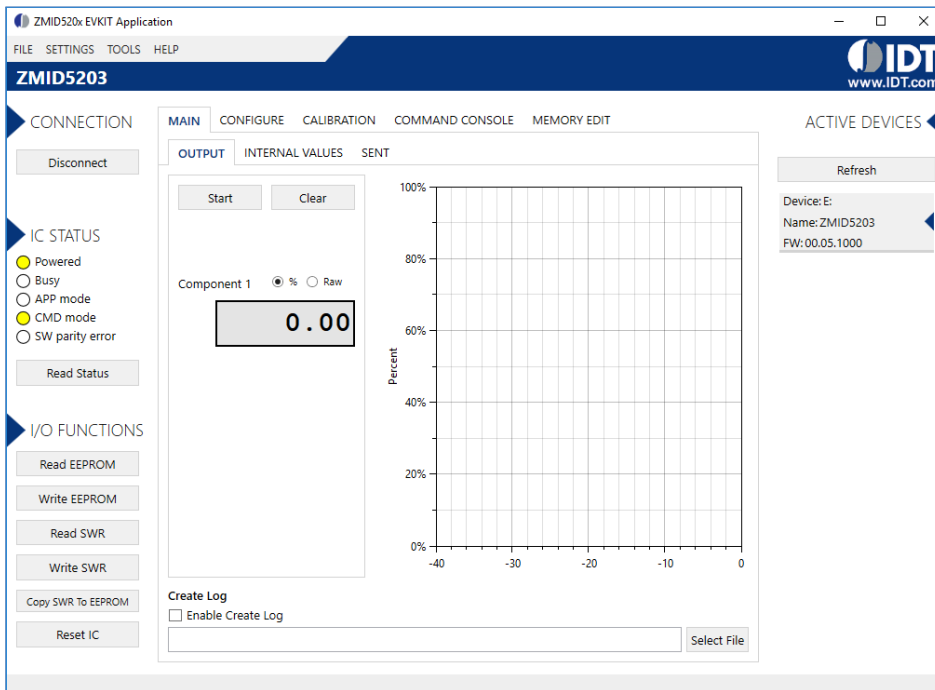 ZMID520x EVKIT Application
FILE SETTINGS TOOLS HELP
IDT
www.IDT.com
ZMID5203
CONNECTION
Disconnect
IC STATUS
Powered
Busy
APP mode
CMD mode
SW parity error
Read Status
I/O FUNCTIONS
Read EEPROM
Write EEPROM
Read SWR
Write SWR
Copy SWR To EEPROM
Reset IC
MAIN CONFIGURE CALIBRATION COMMAND CONSOLE MEMORY EDIT
OUTPUT INTERNAL VALUES SENT
Start Clear
Component 1 % Raw
0.00
100%
80%
60%
40%
20%
0%
Percent
-40 -30 -20 -10 0
Create Log
Enable Create Log
Select File
ACTIVE DEVICES
Refresh
Device: E:
Name: ZMID5203
FW: 00.05.1000